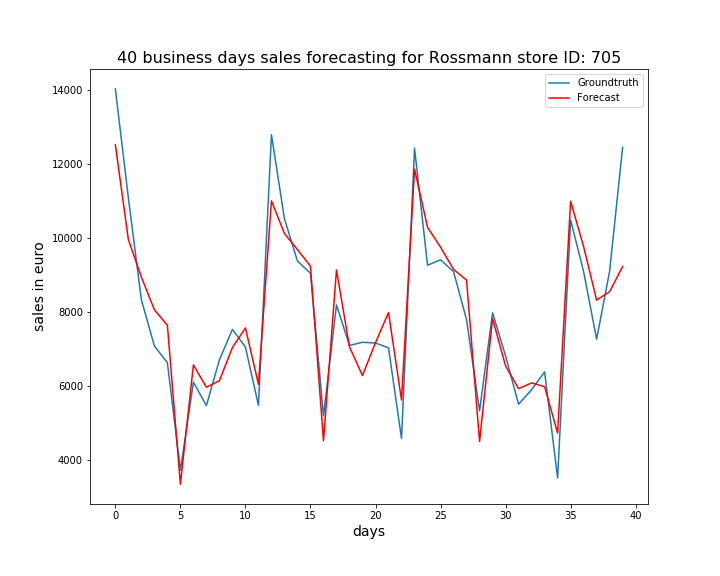 40 business days sales forecasting for Rossmann store ID: 705
Groundtruth
Forecast
14000
12000
10000
8000
6000
4000
sales in euro
0 5 10 15 20 25 30 35 40
days